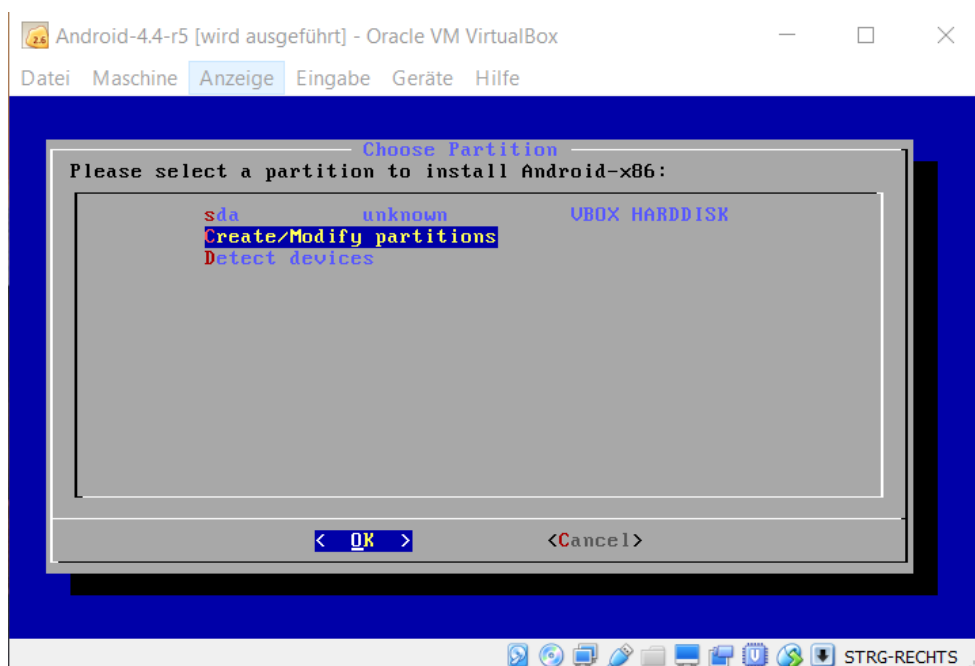 Android-4.4-r5 [wird ausgeführt] - Oracle VM VirtualBox
Datei Maschine Anzeige Eingabe Geräte Hilfe
Choose Partition
Please select a partition to install Android-x86:
sda unknown VBOX HARDDISK
Create/Modify partitions
Detect devices
< OK > <Cancel>
STRG-RECHTS